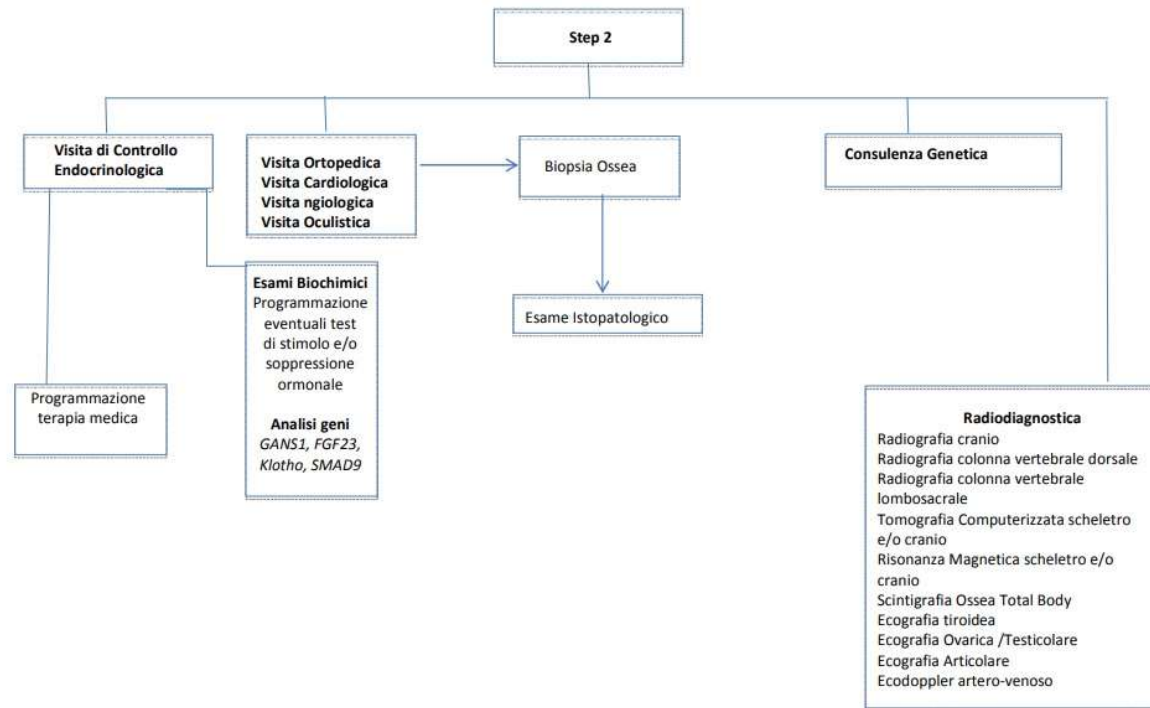 Step 2
Visita di Controllo
Endocrinologica
Visita Ortopedica
Visita Cardiologica
Visita ngiologica
Visita Oculistica
Biopsia Ossea
Consulenza Genetica
Esami Biochimici
Programmazione
eventuali test
di stimolo e/o
soppressione
ormonale
Analisi geni
GANS1, FGF23,
Klotho, SMAD9
Esame Istopatologico
Programmazione
terapia medica
Radiodiagnostica
Radiografia cranio
Radiografia colonna vertebrale dorsale
Radiografia colonna vertebrale
lombosacrale
Tomografia Computerizzata scheletro
e/o cranio
Risonanza Magnetica scheletro e/o
cranio
Scintigrafia Ossea Total Body
Ecografia tiroidea
Ecografia Ovarica /Testicolare
Ecografia Articolare
Ecodoppler artero-venoso